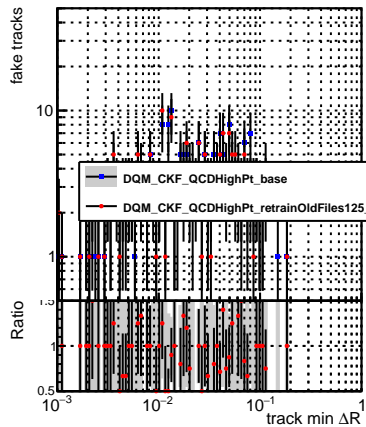 fake tracks
10
1
DQM_CKF_QCDHighPt_base
DQM_CKF_QCDHighPt_retrainOldFiles125_
Ratio
1.5
1
0.5
10−3
10−2
10−1
1
track min ΔR